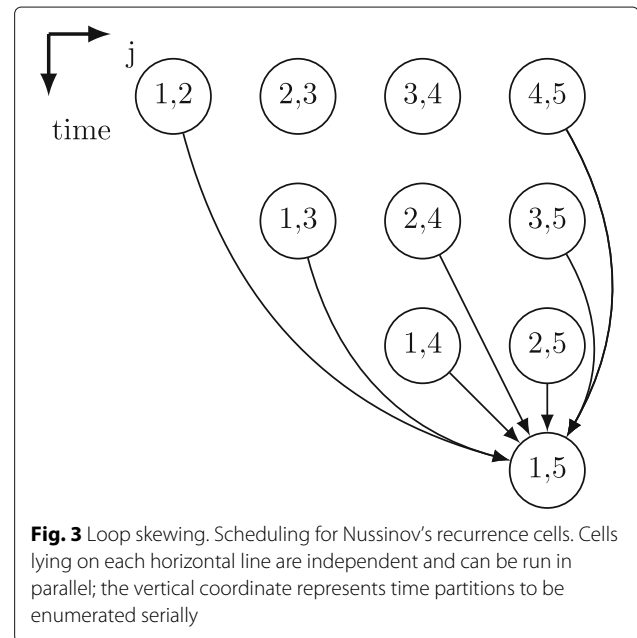 j
time
1,2 2,3 3,4 4,5
1,3 2,4 3,5
1,4 2,5
1,5
Fig. 3 Loop skewing. Scheduling for Nussinov's recurrence cells. Cells
lying on each horizontal line are independent and can be run in
parallel; the vertical coordinate represents time partitions to be
enumerated serially